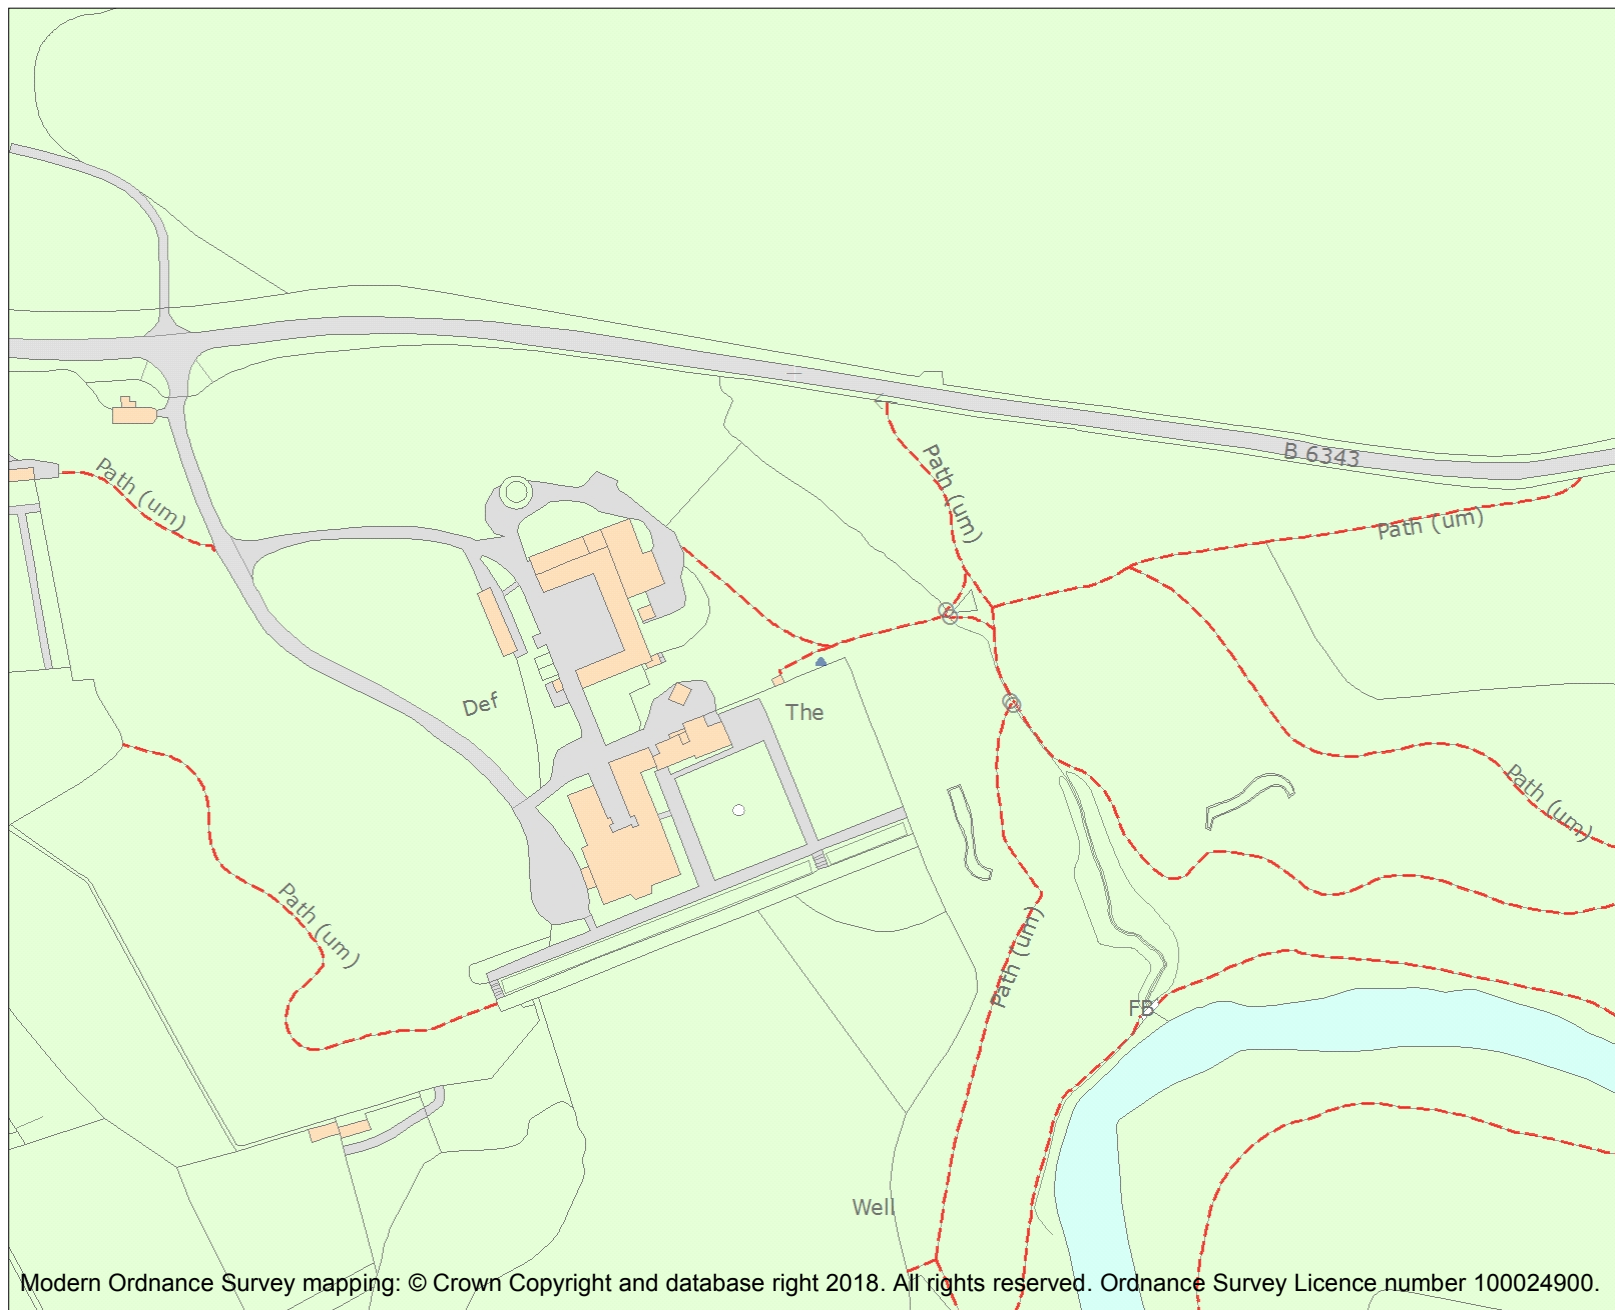 B 6343
Path (um)
Path (um)
Path (um)
Def
The
Path (um)
Path (um)
Path (um)
FB
Well
Modern Ordnance Survey mapping: © Crown Copyright and database right 2018. All rights reserved. Ordnance Survey Licence number 100024900.